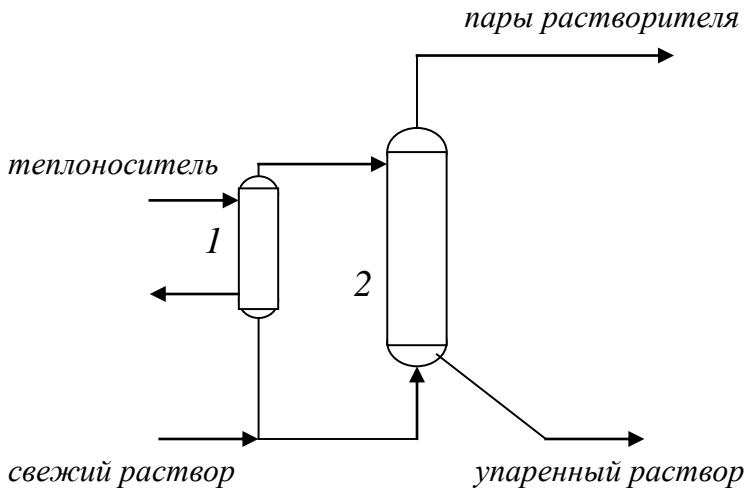 пары растворителя
теплоноситель
1
2
свежий раствор
упаренный раствор